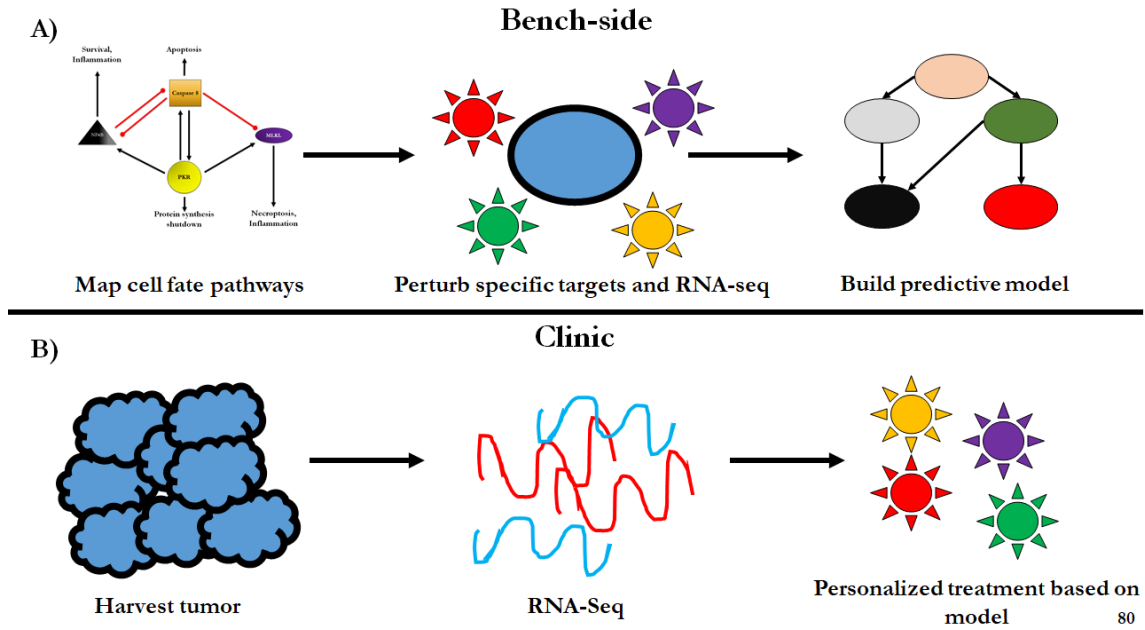 Bench-side
A)
Survival,
Inflammation
Apoptosis
Caspase 8
MLKL
PKR
Protein synthesis
shutdown
Necroptosis,
Inflammation
Map cell fate pathways
Perturb specific targets and RNA-seq
Build predictive model
Clinic
B)
Harvest tumor
RNA-Seq
Personalized treatment based on
model
80